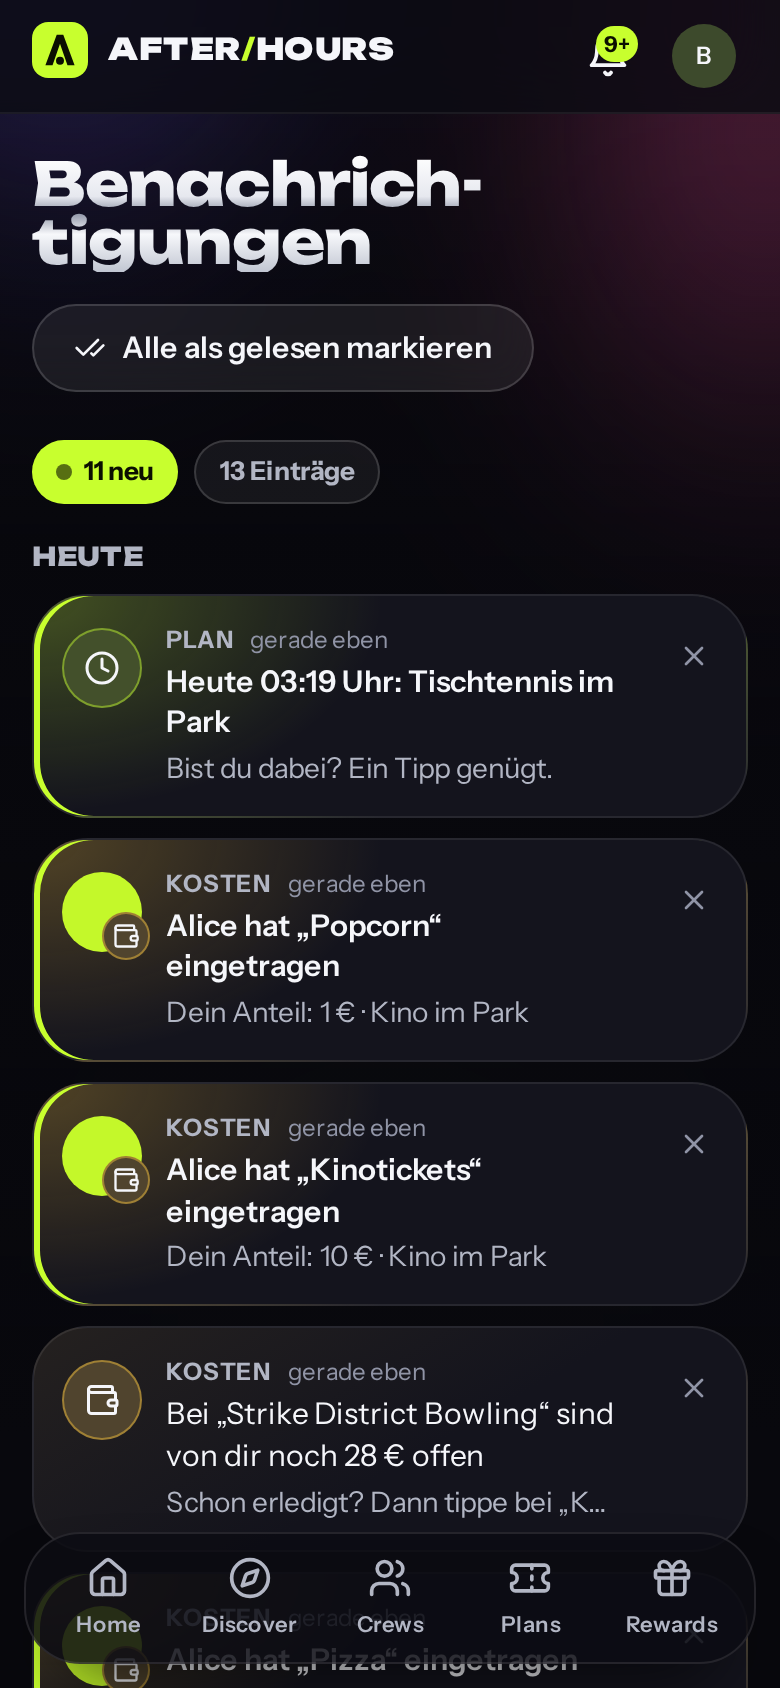 AFTER/HOURS
9+
B
Benachrich-
tigungen
Alle als gelesen markieren
11 neu
13 Einträge
HEUTE
PLAN gerade eben
Heute 03:19 Uhr: Tischtennis im
Park
Bist du dabei? Ein Tipp genügt.
KOSTEN gerade eben
Alice hat „Popcorn“
eingetragen
Dein Anteil: 1 € · Kino im Park
KOSTEN gerade eben
Alice hat „Kinotickets“
eingetragen
Dein Anteil: 10 € · Kino im Park
KOSTEN gerade eben
Bei „Strike District Bowling“ sind
von dir noch 28 € offen
Schon erledigt? Dann tippe bei „K...
KOSTEN gerade eben
Alice hat „Pizza“ eingetragen
Home
Discover
Crews
Plans
Rewards